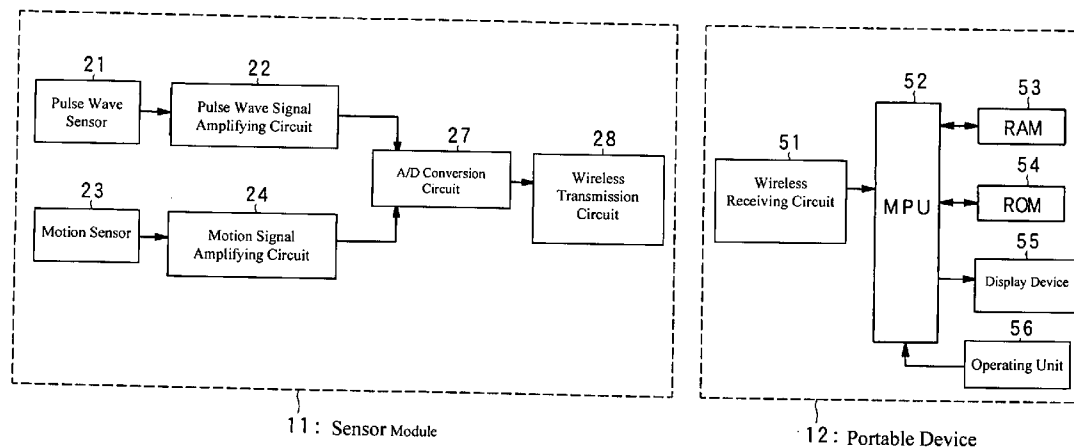 21
Pulse Wave
Sensor
22
Pulse Wave Signal
Amplifying Circuit
23
Motion Sensor
24
Motion Signal
Amplifying Circuit
27
A/D Conversion
Circuit
28
Wireless
Transmission
Circuit
11: Sensor Module
51
Wireless
Receiving Circuit
52
MPU
53
RAM
54
ROM
55
Display Device
56
Operating Unit
12: Portable Device